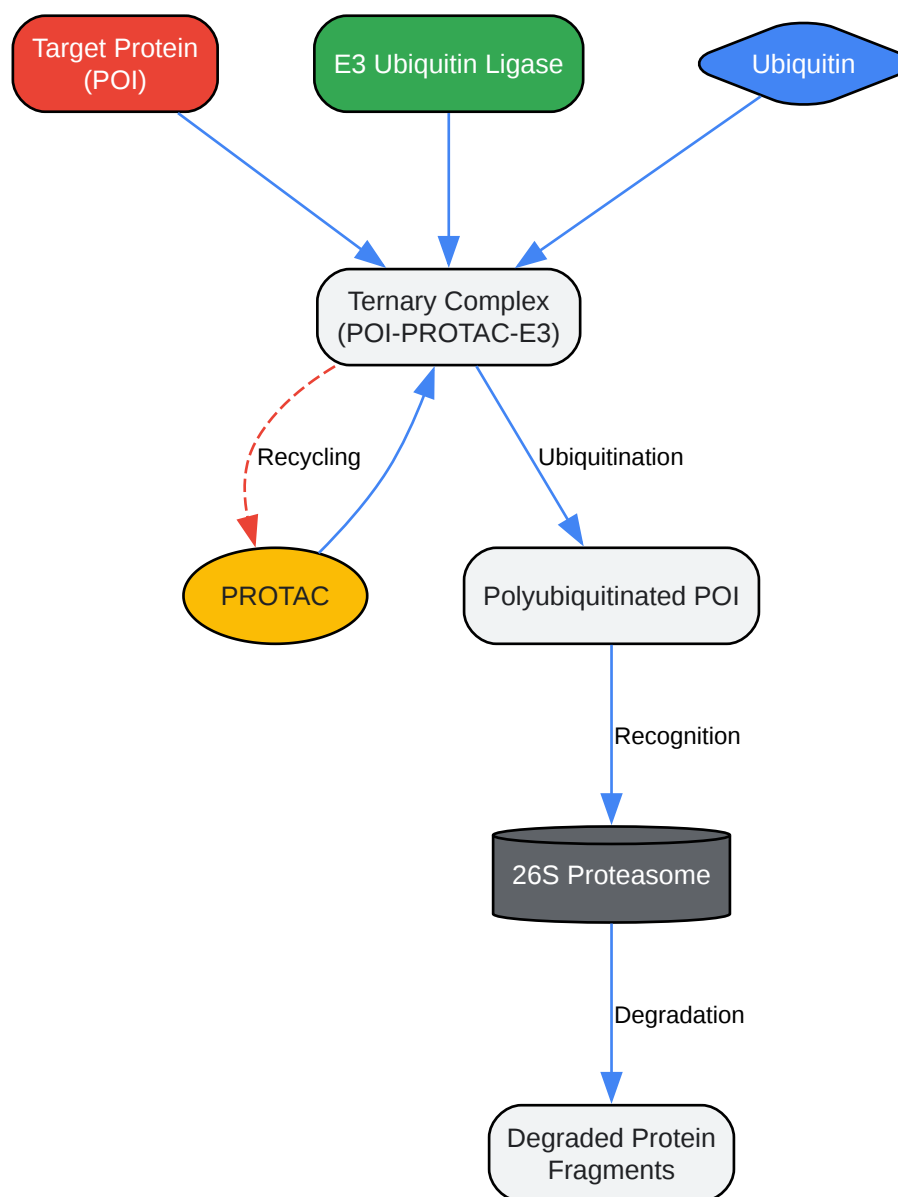 Target Protein
(POI)
E3 Ubiquitin Ligase
Ubiquitin
Ternary Complex
(POI-PROTAC-E3)
Recycling
Ubiquitination
PROTAC
Polyubiquitinated POI
Recognition
26S Proteasome
Degradation
Degraded Protein
Fragments